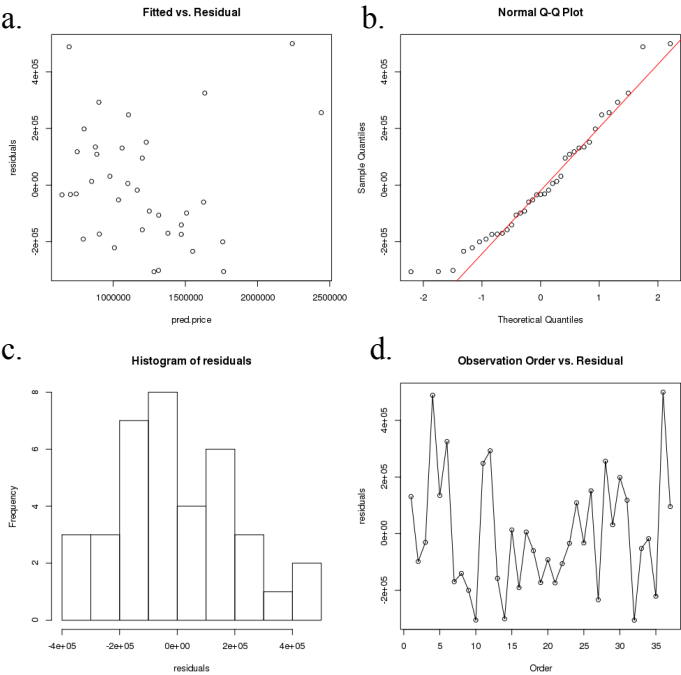 a.
Fitted vs. Residual
residuals
-2e+05 0e+00 2e+05 4e+05
1000000 1500000 2000000 2500000
pred.price
b.
Normal Q-Q Plot
Sample Quantiles
-2e+05 0e+00 2e+05 4e+05
-2 -1 0 1 2
Theoretical Quantiles
c.
Histogram of residuals
Frequency
0 2 4 6 8
-4e+05 -2e+05 0e+00 2e+05 4e+05
residuals
d.
Observation Order vs. Residual
residuals
-2e+05 0e+00 2e+05 4e+05
0 5 10 15 20 25 30 35
Order